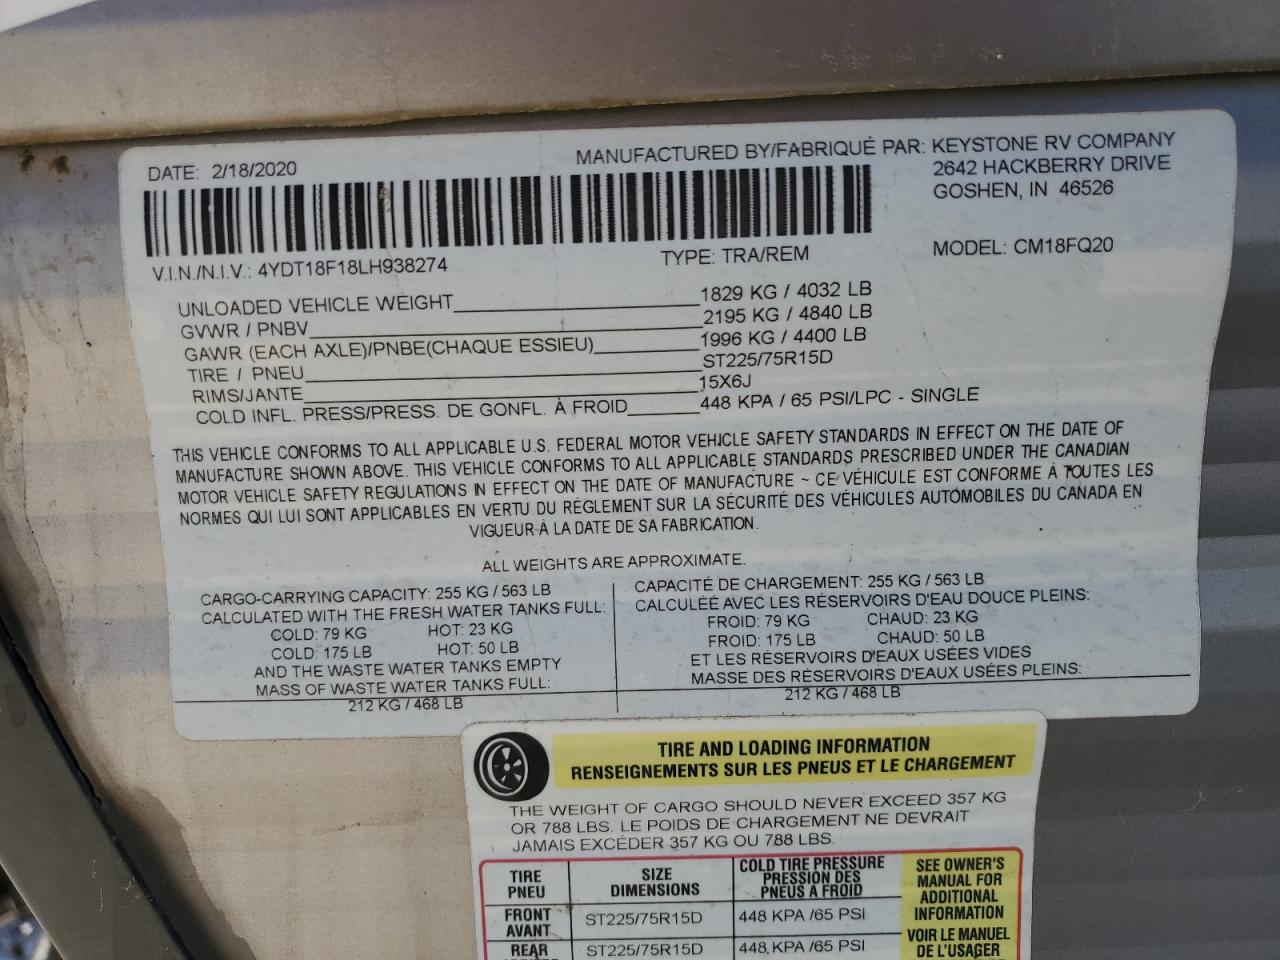 DATE: 2/18/2020
MANUFACTURED BY/FABRIQUÉ PAR: KEYSTONE RV COMPANY
2642 HACKBERRY DRIVE
GOSHEN, IN 46526
V.I.N./N.I.V.: 4YDT18F18LH938274
TYPE: TRA/REM
MODEL: CM18FQ20
UNLOADED VEHICLE WEIGHT 1829 KG / 4032 LB
GVWR / PNBV 2195 KG / 4840 LB
GAWR (EACH AXLE)/PNBE(CHAQUE ESSIEU) 1996 KG / 4400 LB
TIRE / PNEU ST225/75R15D
RIMS/JANTE 15X6J
COLD INFL. PRESS/PRESS. DE GONFL. À FROID 448 KPA / 65 PSI/LPC - SINGLE
THIS VEHICLE CONFORMS TO ALL APPLICABLE U.S. FEDERAL MOTOR VEHICLE SAFETY STANDARDS IN EFFECT ON THE DATE OF
MANUFACTURE SHOWN ABOVE. THIS VEHICLE CONFORMS TO ALL APPLICABLE STANDARDS PRESCRIBED UNDER THE CANADIAN
MOTOR VEHICLE SAFETY REGULATIONS IN EFFECT ON THE DATE OF MANUFACTURE ~ CE VÉHICULE EST CONFORME À TOUTES LES
NORMES QUI LUI SONT APPLICABLES EN VERTU DU RÉGLEMENT SUR LA SÉCURITÉ DES VÉHICULES AUTOMOBILES DU CANADA EN
VIGUEUR À LA DATE DE SA FABRICATION.
ALL WEIGHTS ARE APPROXIMATE.
CARGO-CARRYING CAPACITY: 255 KG / 563 LB
CALCULATED WITH THE FRESH WATER TANKS FULL:
COLD: 79 KG HOT: 23 KG
COLD: 175 LB HOT: 50 LB
AND THE WASTE WATER TANKS EMPTY
MASS OF WASTE WATER TANKS FULL:
212 KG / 468 LB
CAPACITÉ DE CHARGEMENT: 255 KG / 563 LB
CALCULÉE AVEC LES RÉSERVOIRS D'EAU DOUCE PLEINS:
FROID: 79 KG CHAUD: 23 KG
FROID: 175 LB CHAUD: 50 LB
ET LES RÉSERVOIRS D'EAUX USÉES VIDES
MASSE DES RÉSERVOIRS D'EAUX USÉES PLEINS:
212 KG / 468 LB
TIRE AND LOADING INFORMATION
RENSEIGNEMENTS SUR LES PNEUS ET LE CHARGEMENT
THE WEIGHT OF CARGO SHOULD NEVER EXCEED 357 KG
OR 788 LBS. LE POIDS DE CHARGEMENT NE DEVRAIT
JAMAIS EXCÉDER 357 KG OU 788 LBS.
TIRE
PNEU
SIZE
DIMENSIONS
COLD TIRE PRESSURE
PRESSION DES
PNEUS A FROID
SEE OWNER'S
MANUAL FOR
ADDITIONAL
INFORMATION
VOIR LE MANUEL
DE L'USAGER
FRONT
AVANT
ST225/75R15D
448 KPA /65 PSI
REAR
ST225/75R15D
448 KPA /65 PSI